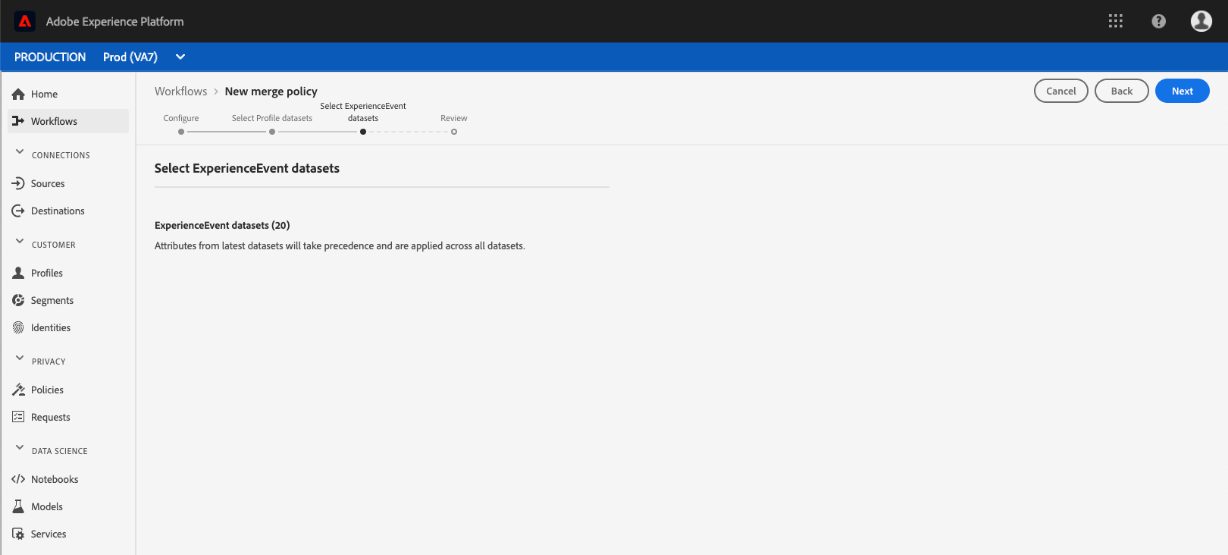 Adobe Experience Platform
PRODUCTION Prod (VA7)
Home
Workflows
CONNECTIONS
Sources
Destinations
CUSTOMER
Profiles
Segments
Identities
PRIVACY
Policies
Requests
DATA SCIENCE
Notebooks
Models
Services
Workflows > New merge policy
Cancel Back Next
Configure
Select Profile datasets
Select ExperienceEvent
datasets
Review
Select ExperienceEvent datasets
ExperienceEvent datasets (20)
Attributes from latest datasets will take precedence and are applied across all datasets.